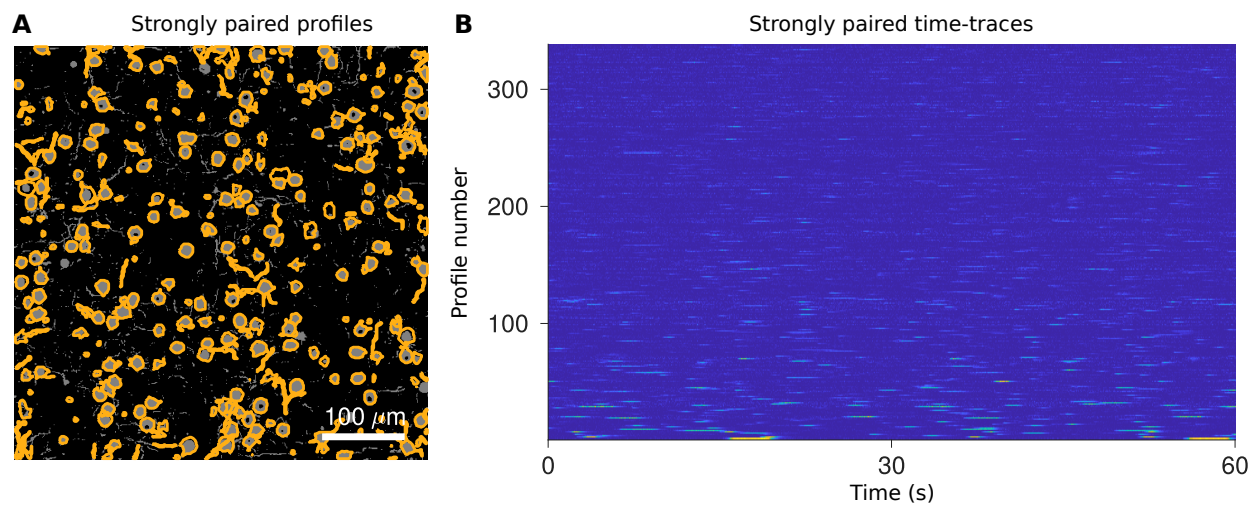 A Strongly paired profiles
100 μm
B Strongly paired time-traces
Profile number
300
200
100
0 30 60
Time (s)